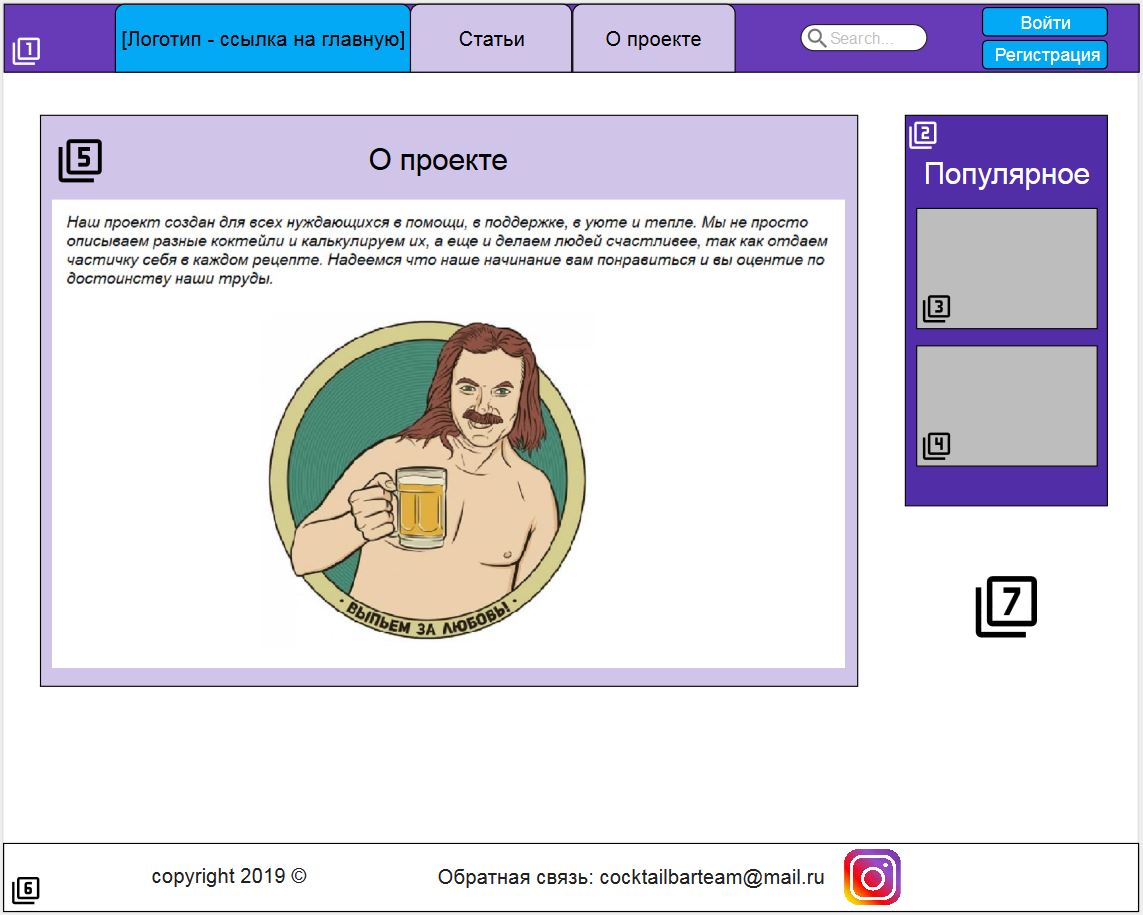 1
[Логотип - ссылка на главную]
Статьи
О проекте
Search...
Войти
Регистрация
5
О проекте
Наш проект создан для всех нуждающихся в помощи, в поддержке, в уюте и тепле. Мы не просто
описываем разные коктейли и калькулируем их, а еще и делаем людей счастливее, так как отдаем
частичку себя в каждом рецепте. Надеемся что наше начинание вам понравиться и вы оцентие по
достоинству наши труды.
ВЫПЬЕМ ЗА ЛЮБОВЬ!
2
Популярное
3
4
7
6
copyright 2019 ©
Обратная связь: cocktailbarteam@mail.ru